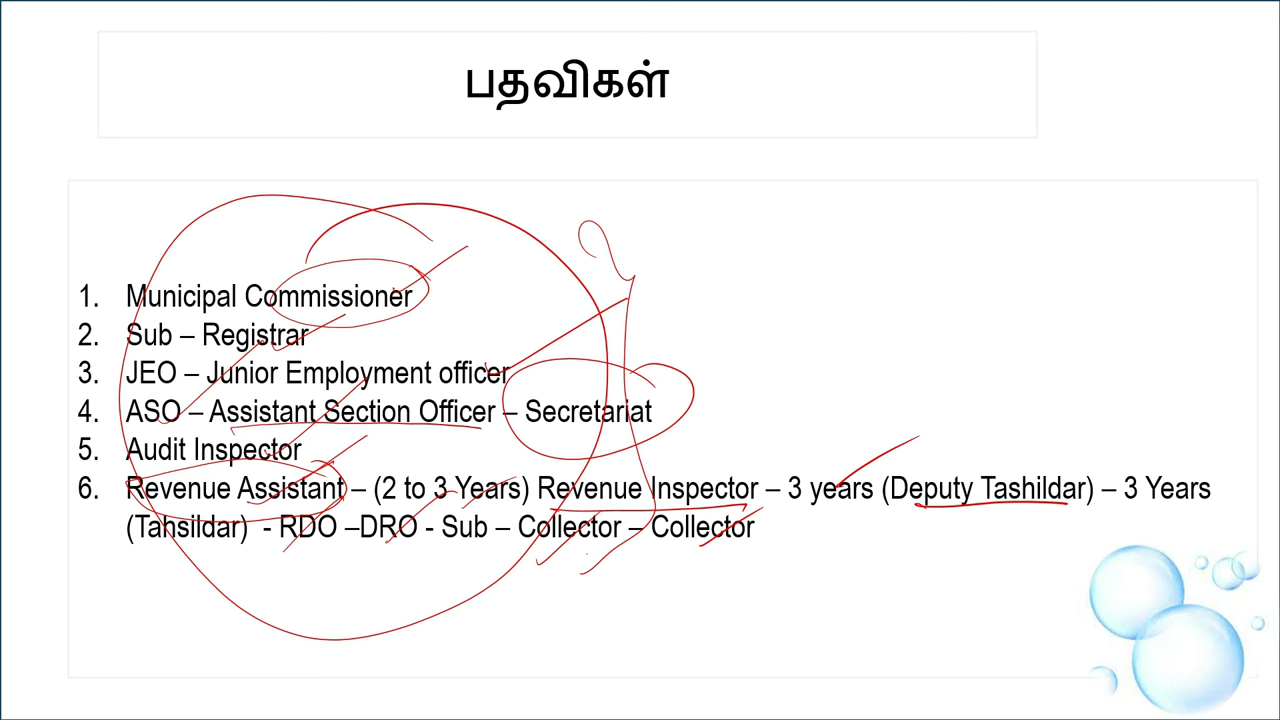 பதவிகள்
1. Municipal Commissioner
2. Sub – Registrar
3. JEO – Junior Employment officer
4. ASO – Assistant Section Officer – Secretariat
5. Audit Inspector
6. Revenue Assistant – (2 to 3 Years) Revenue Inspector – 3 years (Deputy Tashildar) – 3 Years
(Tahsildar) - RDO –DRO - Sub – Collector – Collector